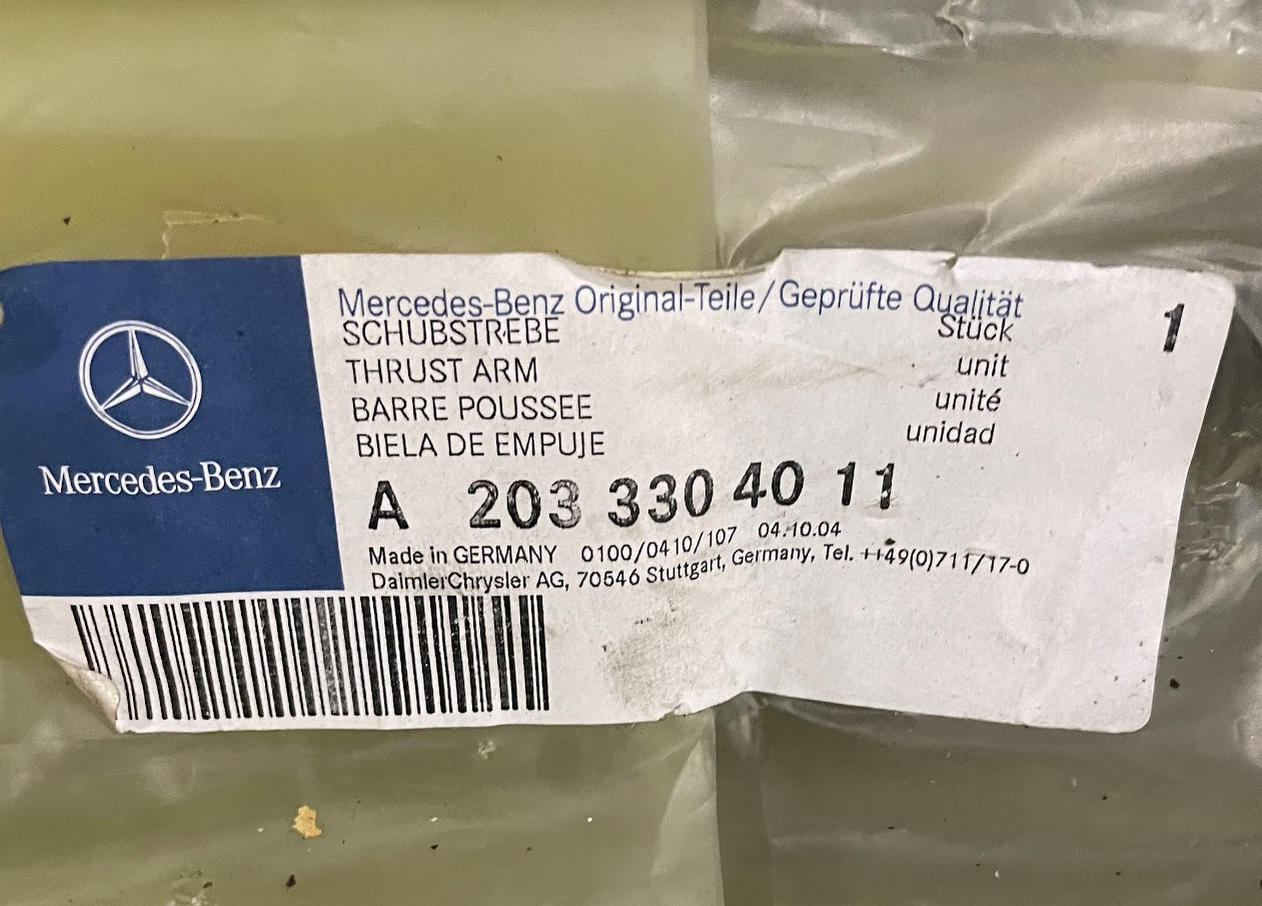 Mercedes-Benz
Mercedes-Benz Original-Teile/Geprüfte Qualität
SCHUBSTREBE Stück 1
THRUST ARM unit
BARRE POUSSEE unité
BIELA DE EMPUJE unidad
A 203 330 40 11
Made in GERMANY 0100/0410/107 04.10.04
DaimlerChrysler AG, 70546 Stuttgart, Germany, Tel. ++49(0)711/17-0